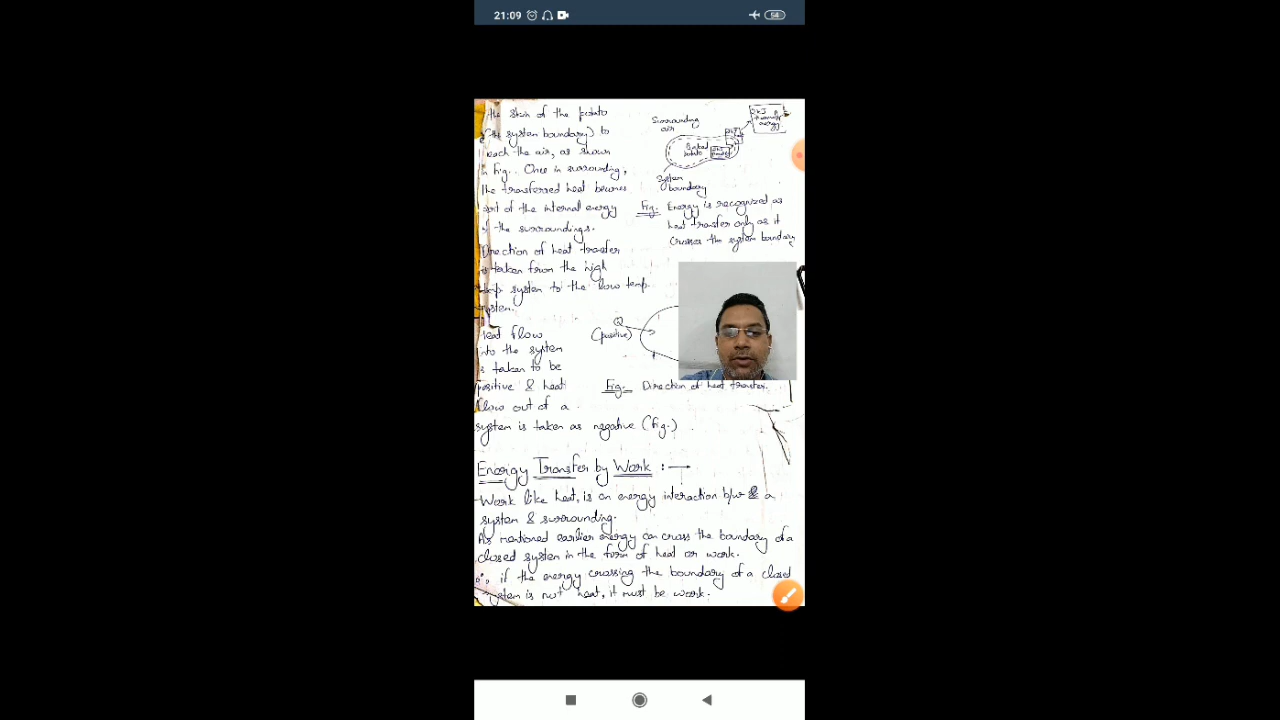 21:09
54
the skin of the potato
(the system boundary) to
reach the air, as shown
in Fig. Once in surrounding,
the transferred heat becomes
part of the internal energy
of the surroundings.
Surrounding
air
2 kJ
thermal
energy
Baked
potato
System
boundary
Fig. Energy is recognized as
heat transfer only as it
crosses the system boundary
Direction of heat transfer
is taken from the high
temp system to the low temp.
system.
Heat flow
into the system
is taken to be
positive & heat
flow out of a
system is taken as negative (Fig.)
Q
(positive)
Fig. Direction of heat transfer.
Energy Transfer by Work :→
Work like heat, is an energy interaction b/w a
system & surrounding.
As mentioned earlier energy can cross the boundary of a
closed system in the form of heat or work.
∴ if the energy crossing the boundary of a closed
system is not heat, it must be work.